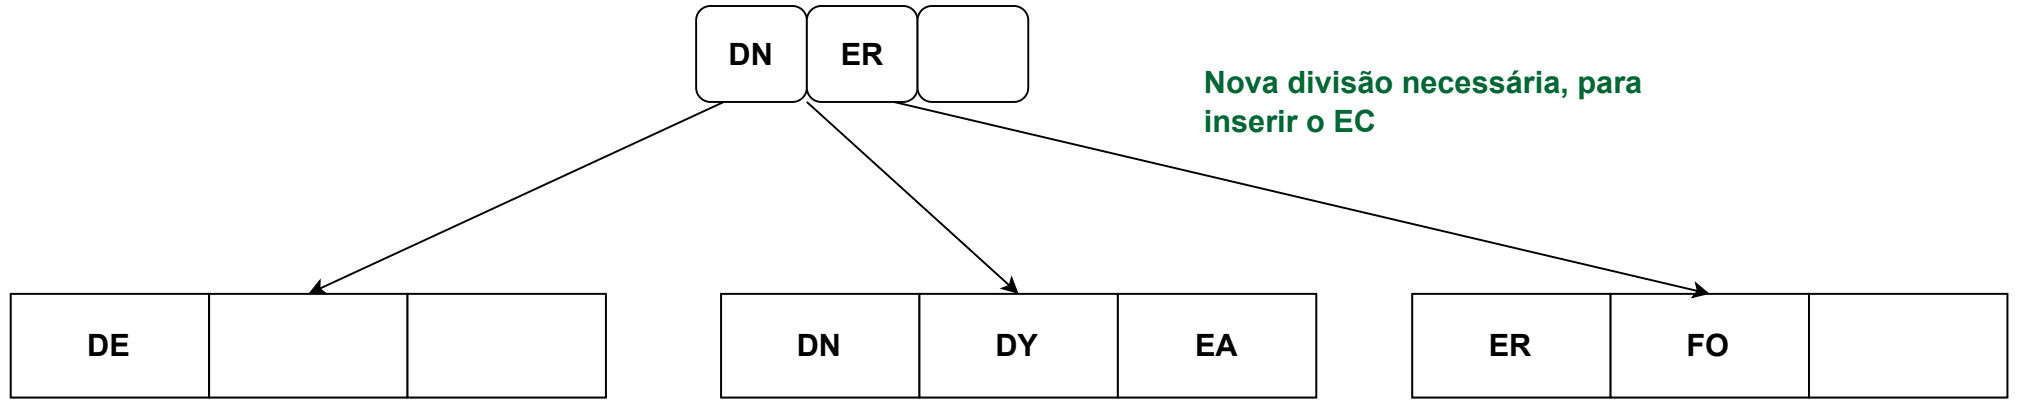 DN ER
Nova divisão necessária, para
inserir o EC
DE
DN DY EA
ER FO